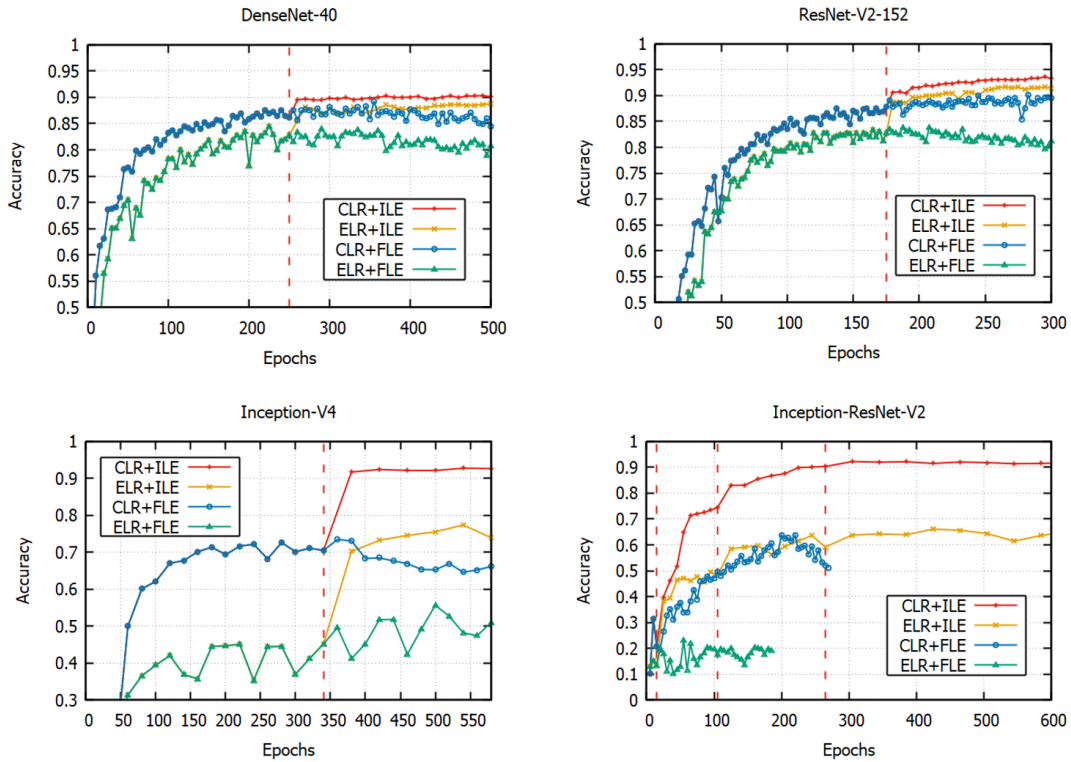 DenseNet-40
Accuracy
1
0.95
0.9
0.85
0.8
0.75
0.7
0.65
0.6
0.55
0.5
CLR+ILE
ELR+ILE
CLR+FLE
ELR+FLE
0 100 200 300 400 500
Epochs
ResNet-V2-152
Accuracy
1
0.95
0.9
0.85
0.8
0.75
0.7
0.65
0.6
0.55
0.5
CLR+ILE
ELR+ILE
CLR+FLE
ELR+FLE
0 50 100 150 200 250 300
Epochs
Inception-V4
Accuracy
1
0.9
0.8
0.7
0.6
0.5
0.4
0.3
CLR+ILE
ELR+ILE
CLR+FLE
ELR+FLE
0 50 100 150 200 250 300 350 400 450 500 550
Epochs
Inception-ResNet-V2
Accuracy
1
0.9
0.8
0.7
0.6
0.5
0.4
0.3
0.2
0.1
0
CLR+ILE
ELR+ILE
CLR+FLE
ELR+FLE
0 100 200 300 400 500 600
Epochs